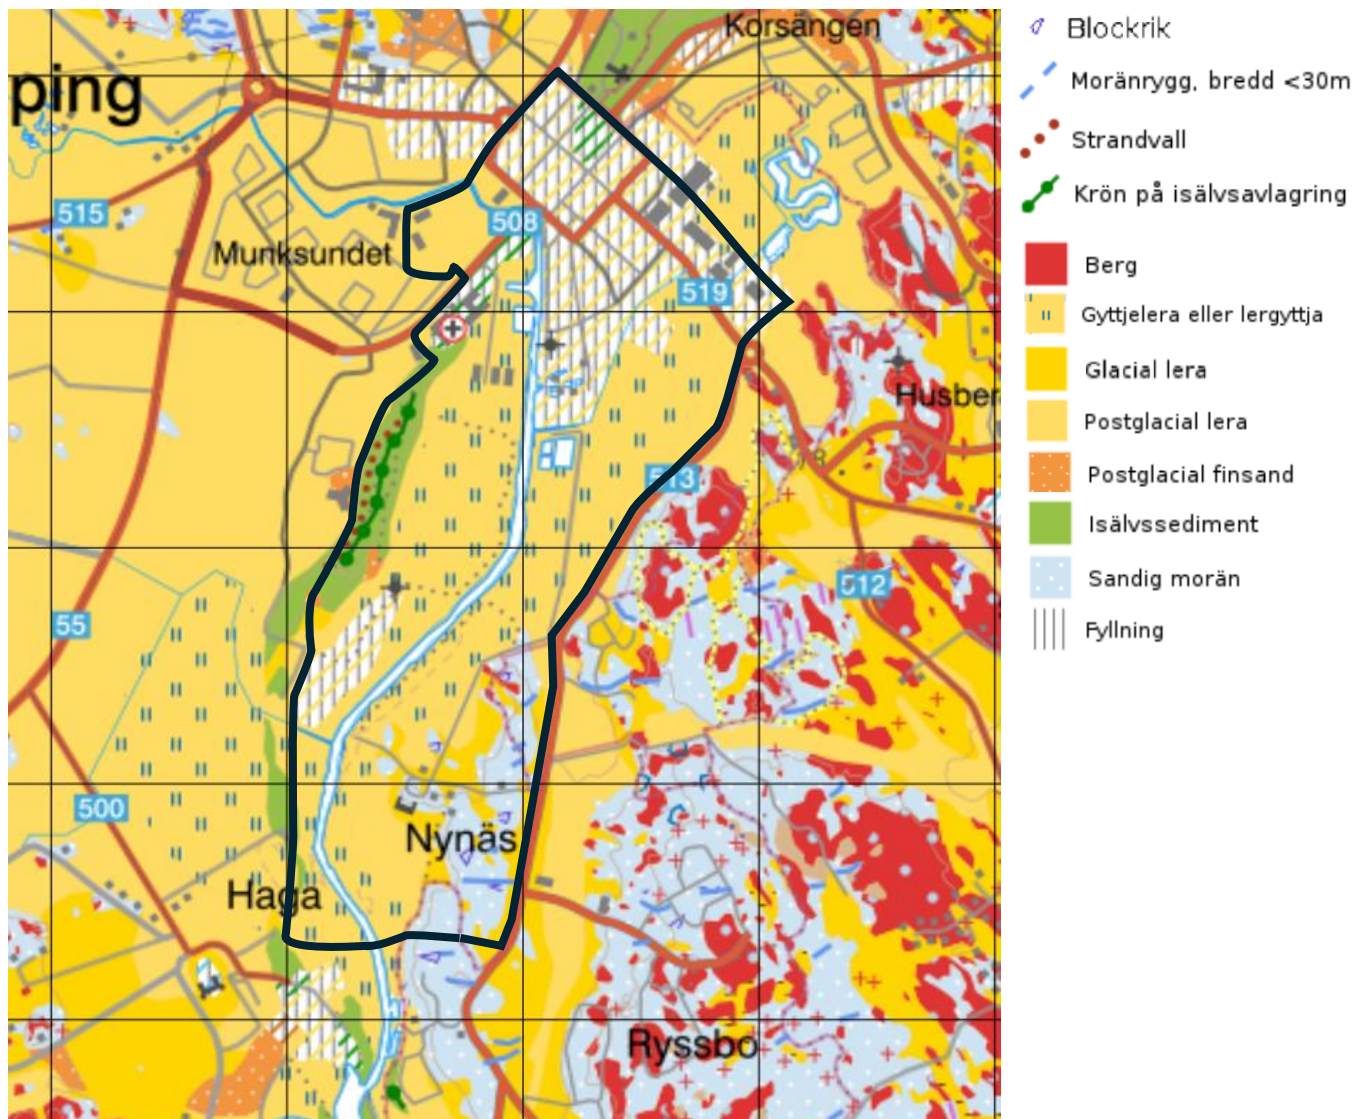 Korsängen
ping
515
508
Munksundet
519
Husber
513
512
55
500
Nynäs
Haga
Ryssbo
Blockrik
Moränrygg, bredd <30m
Strandvall
Krön på isälvsavlagring
Berg
Gyttjelera eller lergyttja
Glacial lera
Postglacial lera
Postglacial finsand
Isälvssediment
Sandig morän
Fyllning